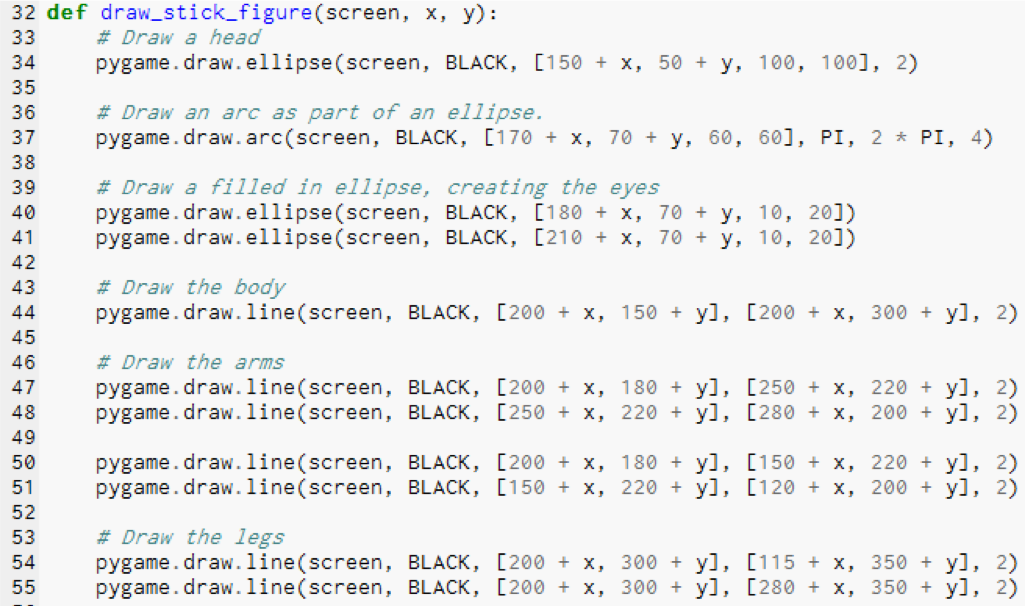 32 def draw_stick_figure(screen, x, y):
33     # Draw a head
34     pygame.draw.ellipse(screen, BLACK, [150 + x, 50 + y, 100, 100], 2)
35
36     # Draw an arc as part of an ellipse.
37     pygame.draw.arc(screen, BLACK, [170 + x, 70 + y, 60, 60], PI, 2 * PI, 4)
38
39     # Draw a filled in ellipse, creating the eyes
40     pygame.draw.ellipse(screen, BLACK, [180 + x, 70 + y, 10, 20])
41     pygame.draw.ellipse(screen, BLACK, [210 + x, 70 + y, 10, 20])
42
43     # Draw the body
44     pygame.draw.line(screen, BLACK, [200 + x, 150 + y], [200 + x, 300 + y], 2)
45
46     # Draw the arms
47     pygame.draw.line(screen, BLACK, [200 + x, 180 + y], [250 + x, 220 + y], 2)
48     pygame.draw.line(screen, BLACK, [250 + x, 220 + y], [280 + x, 200 + y], 2)
49
50     pygame.draw.line(screen, BLACK, [200 + x, 180 + y], [150 + x, 220 + y], 2)
51     pygame.draw.line(screen, BLACK, [150 + x, 220 + y], [120 + x, 200 + y], 2)
52
53     # Draw the legs
54     pygame.draw.line(screen, BLACK, [200 + x, 300 + y], [115 + x, 350 + y], 2)
55     pygame.draw.line(screen, BLACK, [200 + x, 300 + y], [280 + x, 350 + y], 2)